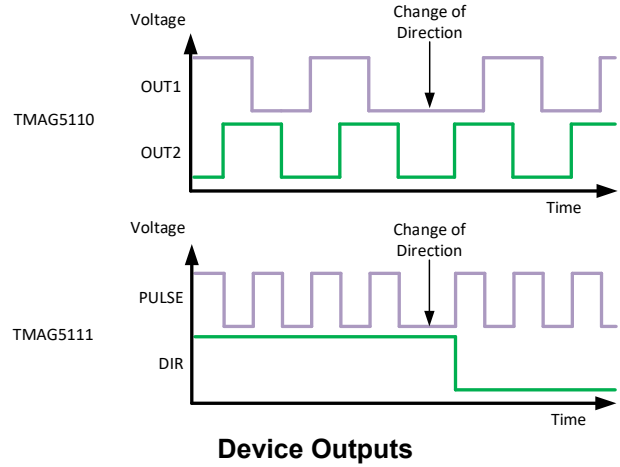 Voltage
Change of
Direction
OUT1
TMAG5110
OUT2
Time
Voltage
Change of
Direction
PULSE
TMAG5111
DIR
Time
Device Outputs